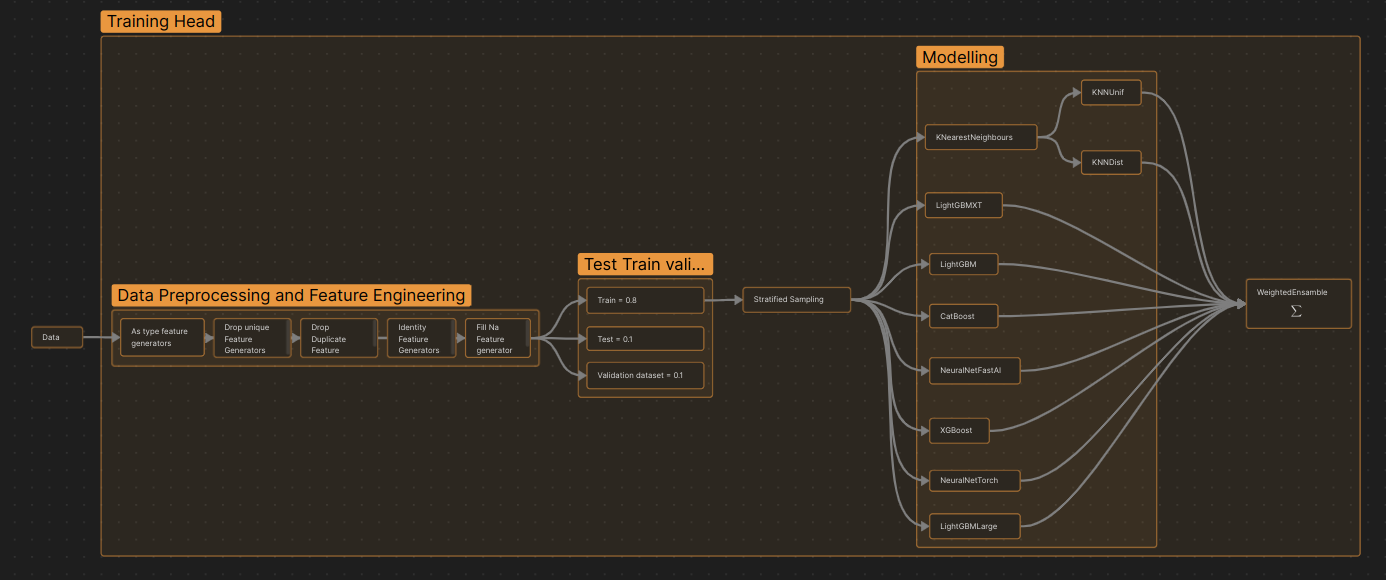 Training Head
Modelling
KNNUnif
KNearestNeighbours
KNNDist
LightGBMXT
Test Train vali...
LightGBM
Data Preprocessing and Feature Engineering
Train = 0.8
Stratified Sampling
WeightedEnsamble
Σ
CatBoost
Data
As type feature
generators
Drop unique
Feature
Generators
Drop
Duplicate
Feature
Identity
Featiure
Generators
Fill Na
Feature
generator
Test = 0.1
Validation dataset = 0.1
NeuralNetFastAI
XGBoost
NeuralNetTorch
LightGBMLarge